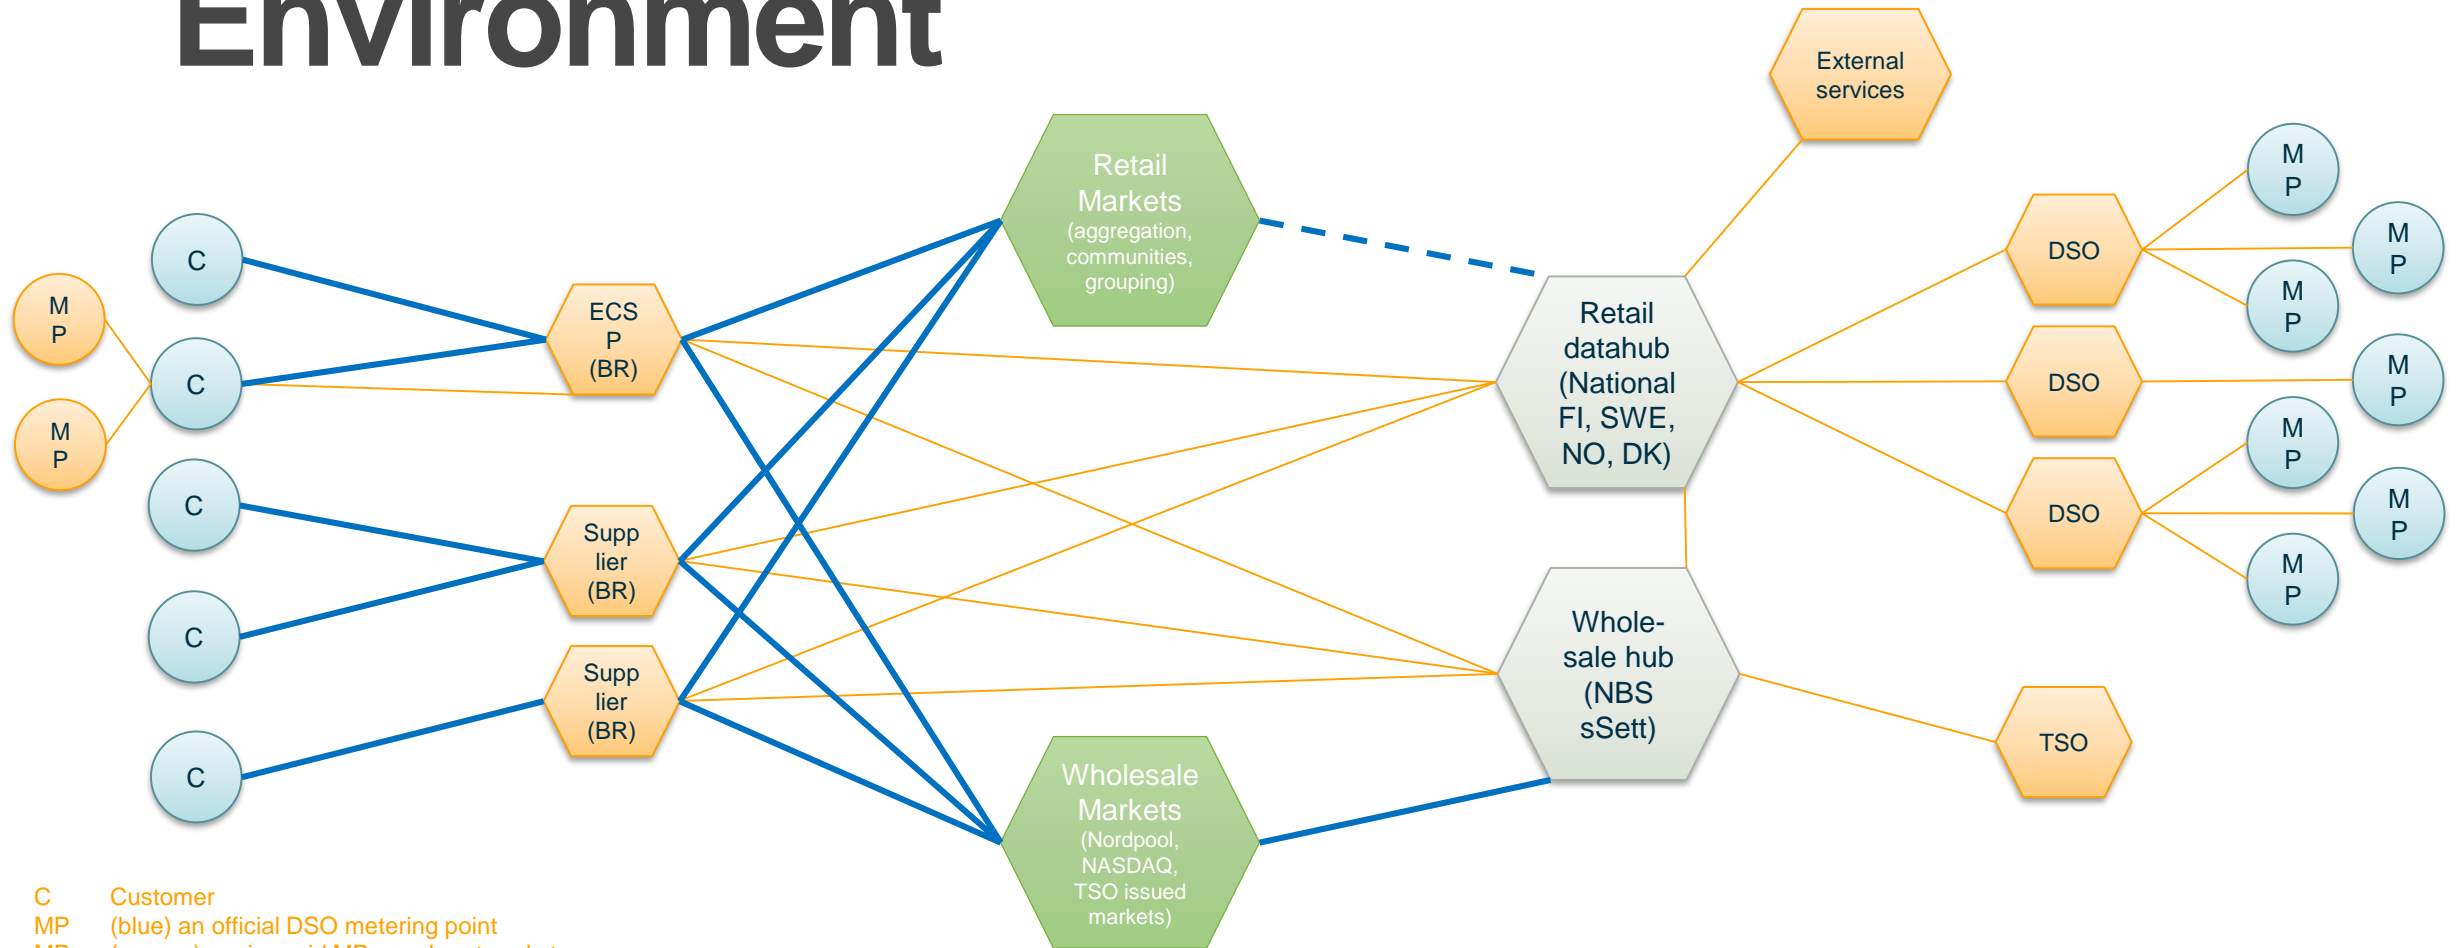 Environment
External
services
Retail
Markets
(aggregation,
communities,
grouping)
M
P
M
P
M
P
DSO
C
M
P
C
M
P
ECS
P
(BR)
Retail
datahub
(National
FI, SWE,
NO, DK)
DSO
M
P
M
P
DSO
M
P
M
P
C
Supp
lier
(BR)
C
Supp
lier
(BR)
Whole-
sale hub
(NBS
sSett)
TSO
C
Wholesale
Markets
(Nordpool,
NASDAQ,
TSO issued
markets)
C Customer
MP (blue) an official DSO metering point